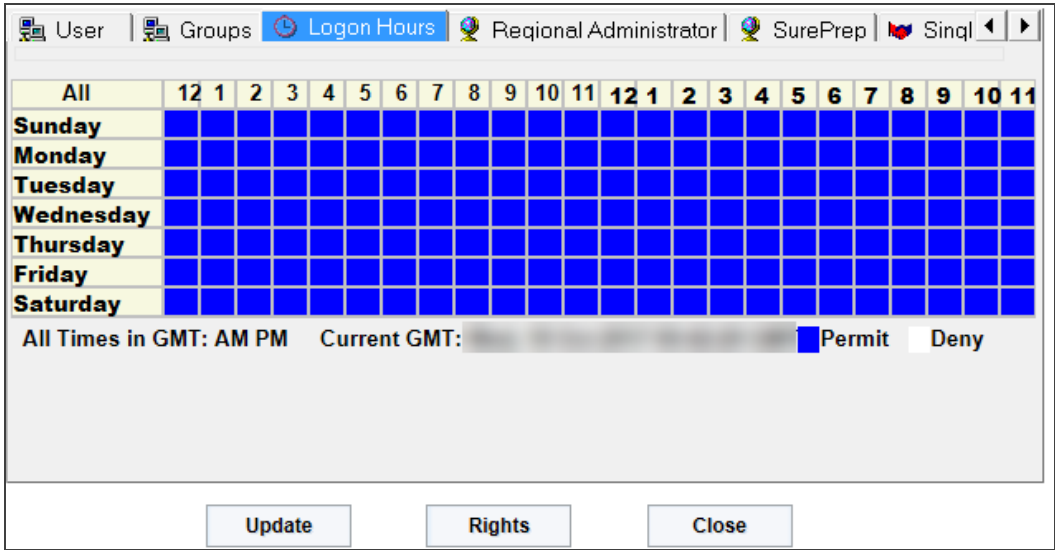 User Groups Logon Hours Regional Administrator SurePrep Singl
All 12 1 2 3 4 5 6 7 8 9 10 11 12 1 2 3 4 5 6 7 8 9 10 11
Sunday
Monday
Tuesday
Wednesday
Thursday
Friday
Saturday
All Times in GMT: AM PM Current GMT: Permit Deny
Update Rights Close